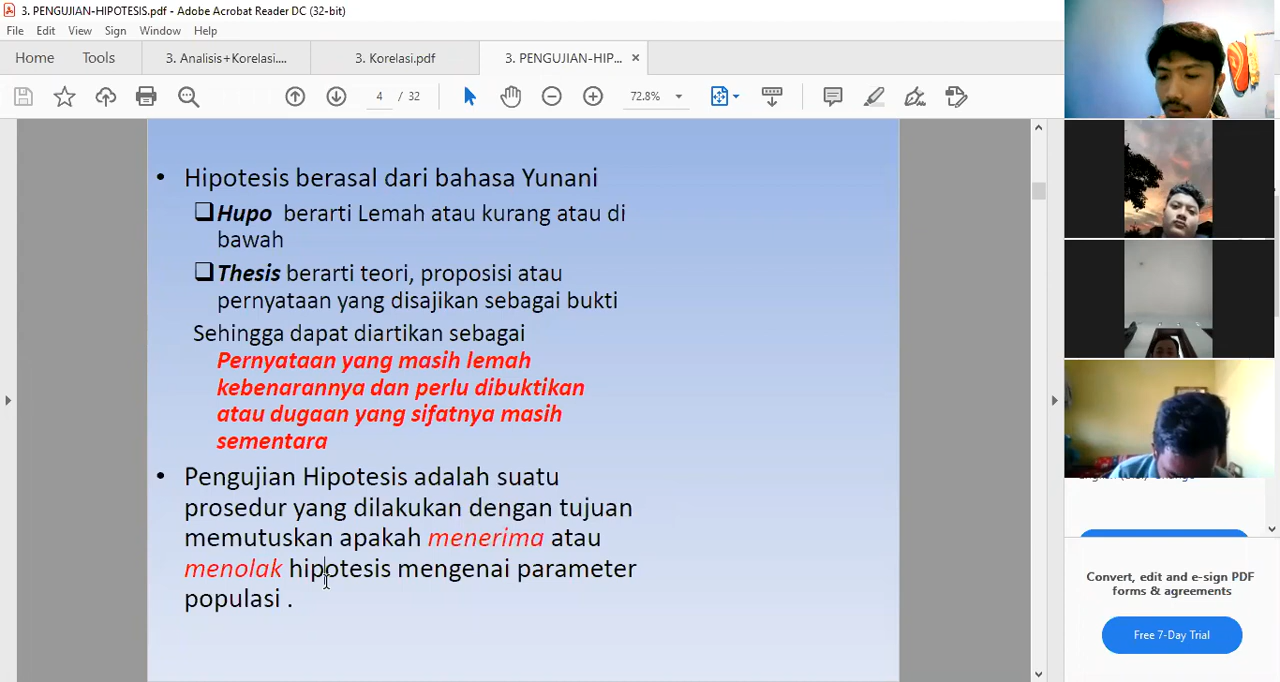 3. PENGUJIAN-HIPOTESIS.pdf - Adobe Acrobat Reader DC (32-bit)
File Edit View Sign Window Help
Home Tools 3. Analisis+Korelasi.... 3. Korelasi.pdf 3. PENGUJIAN-HIP... ×
4 / 32 72.8%
• Hipotesis berasal dari bahasa Yunani
❑Hupo berarti Lemah atau kurang atau di
bawah
❑Thesis berarti teori, proposisi atau
pernyataan yang disajikan sebagai bukti
Sehingga dapat diartikan sebagai
Pernyataan yang masih lemah
kebenarannya dan perlu dibuktikan
atau dugaan yang sifatnya masih
sementara
• Pengujian Hipotesis adalah suatu
prosedur yang dilakukan dengan tujuan
memutuskan apakah menerima atau
menolak hipotesis mengenai parameter
populasi .
Convert, edit and e-sign PDF
forms & agreements
Free 7-Day Trial